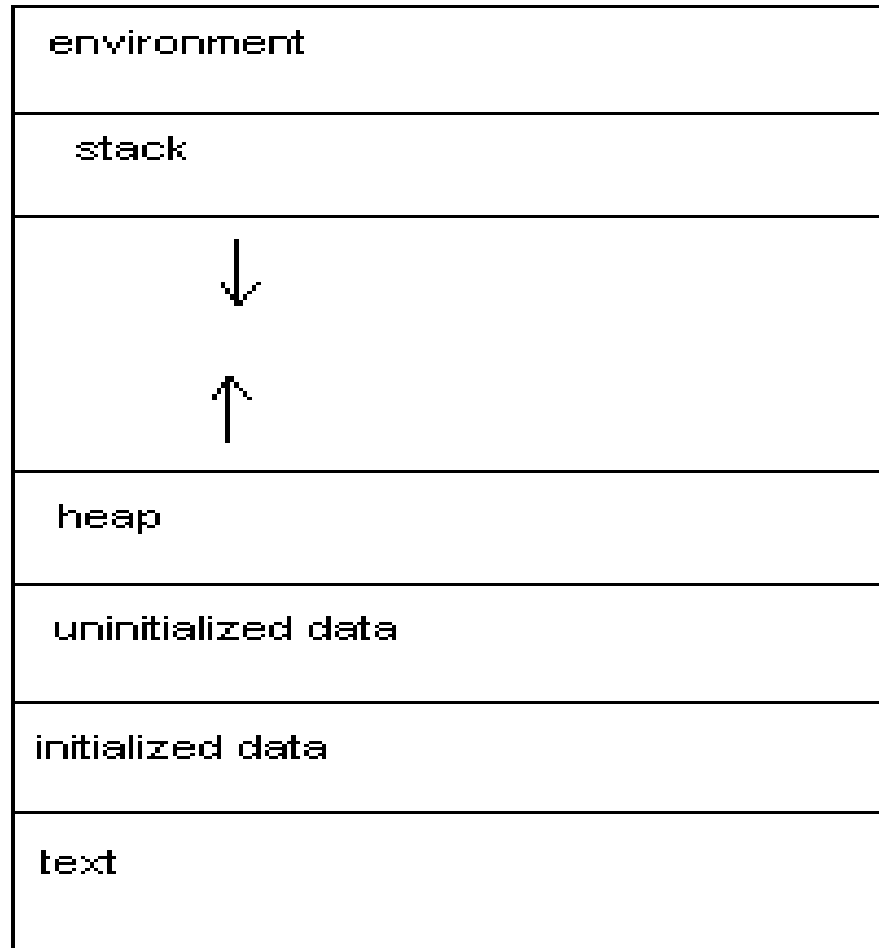 environment
stack
heap
uninitialized data
initialized data
text